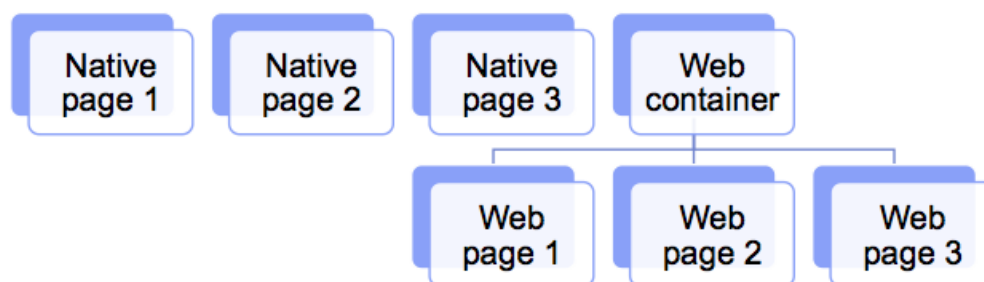 Native
page 1
Native
page 2
Native
page 3
Web
container
Web
page 1
Web
page 2
Web
page 3